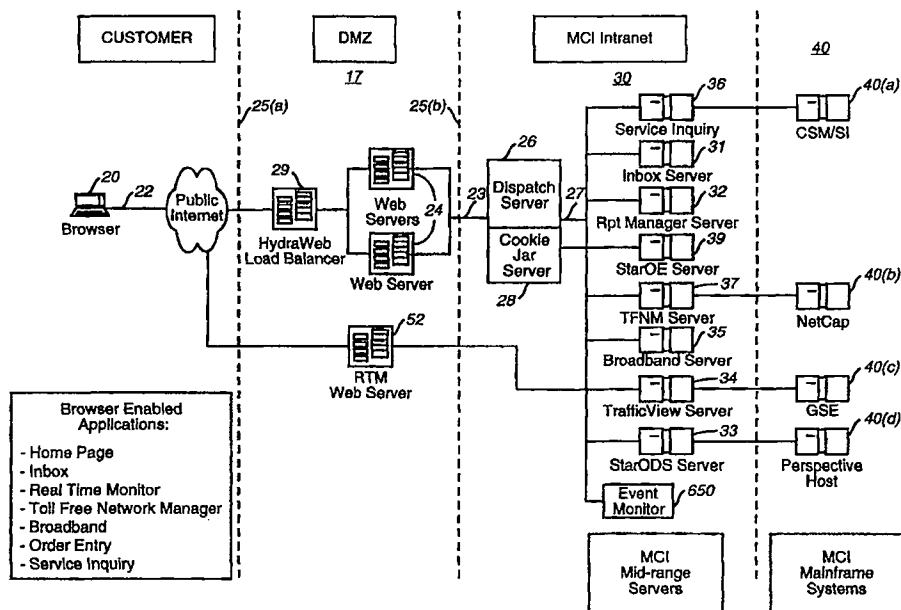 CUSTOMER
DMZ
MCI Intranet
17
30
40
25(a)
25(b)
36
40(a)
Service Inquiry
CSM/SI
26
31
Inbox Server
20
22
29
Public
Internet
Browser
HydraWeb
Load Balancer
Web
Servers
24
Web Server
23
Dispatch
Server
27
Cookie
Jar
Server
28
32
Rpt Manager Server
39
StarOE Server
37
40(b)
TFNM Server
NetCap
35
Broadband Server
52
RTM
Web Server
34
40(c)
TrafficView Server
GSE
33
40(d)
StarODS Server
Perspective
Host
Event
Monitor
650
Browser Enabled
Applications:
- Home Page
- Inbox
- Real Time Monitor
- Toll Free Network Manager
- Broadband
- Order Entry
- Service Inquiry
MCI
Mid-range
Servers
MCI
Mainframe
Systems